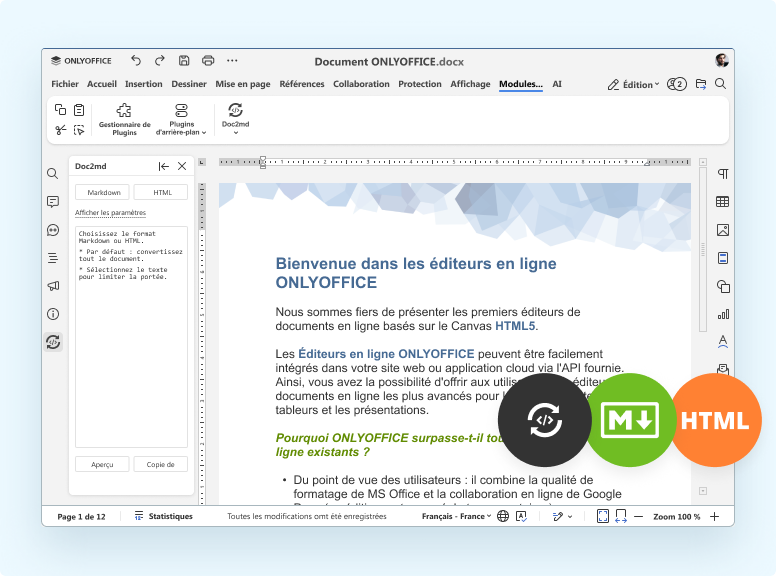 ONLYOFFICE
Document ONLYOFFICE.docx
Fichier Accueil Insertion Dessiner Mise en page Références Collaboration Protection Affichage Modules... AI
Édition
2
Gestionnaire de Plugins
Plugins d'arrière-plan
Doc2md
Doc2md
Markdown HTML
Afficher les paramètres
Choisissez le format
Markdown ou HTML.
* Par défaut : convertissez
tout le document.
* Sélectionnez le texte
pour limiter la portée.
Aperçu Copie de
Bienvenue dans les éditeurs en ligne
ONLYOFFICE
Nous sommes fiers de présenter les premiers éditeurs de
documents en ligne basés sur le Canvas HTML5.
Les Éditeurs en ligne ONLYOFFICE peuvent être facilement
intégrés dans votre site web ou application cloud via l'API fournie.
Ainsi, vous avez la possibilité d'offrir aux
documents en ligne les plus avancés pour
tableurs et les présentations.
Pourquoi ONLYOFFICE surpasse-t-il
ligne existants ?
• Du point de vue des utilisateurs : il combine la qualité de
formatage de MS Office et la collaboration en ligne de Google
M HTML
Page 1 de 12 Statistiques Toutes les modifications omt été enregistrées Français - France Zoom 100 %